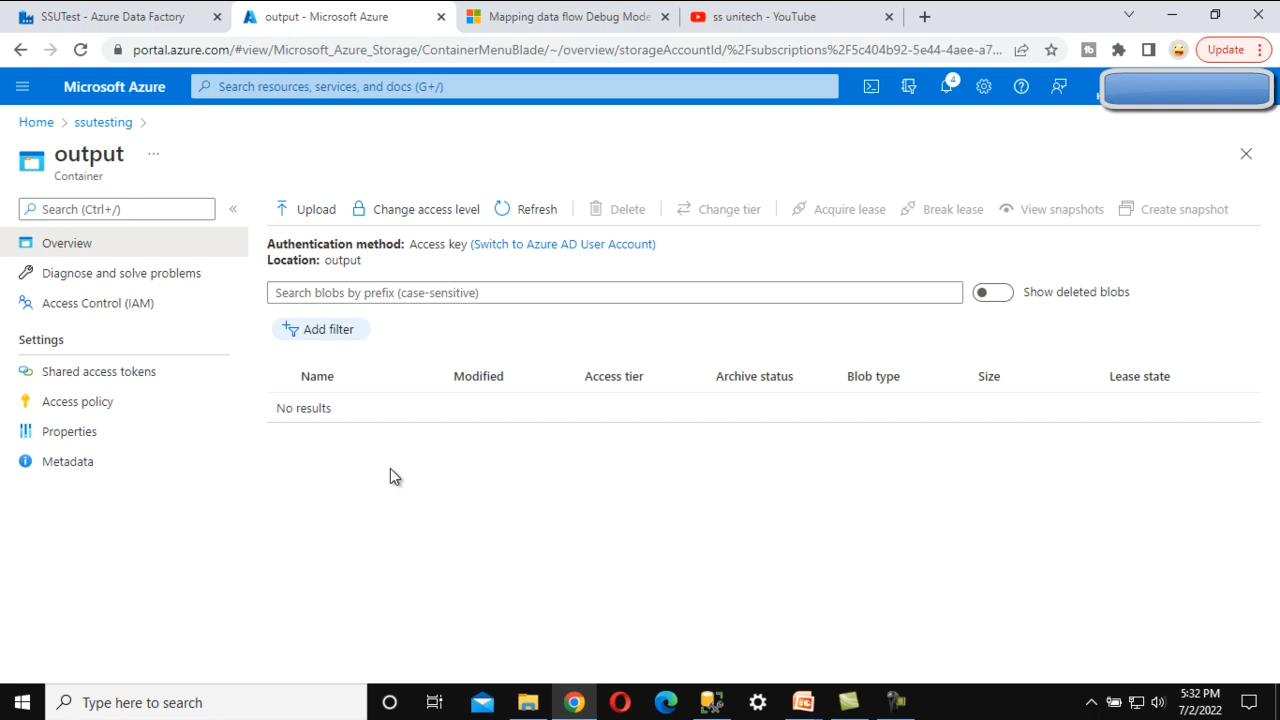 SSUTest - Azure Data Factory
output - Microsoft Azure
Mapping data flow Debug Mode
ss unitech - YouTube
portal.azure.com/#view/Microsoft_Azure_Storage/ContainerMenuBlade/~/overview/storageAccountId/%2Fsubscriptions%2F5c404b92-5e44-4aee-a7...
Update
Microsoft Azure
Search resources, services, and docs (G+/)
4
Home > ssutesting >
output ...
Container
Search (Ctrl+/)
«
Upload
Change access level
Refresh
Delete
Change tier
Acquire lease
Break lease
View snapshots
Create snapshot
Overview
Diagnose and solve problems
Access Control (IAM)
Settings
Shared access tokens
Access policy
Properties
Metadata
Authentication method: Access key (Switch to Azure AD User Account)
Location: output
Search blobs by prefix (case-sensitive)
Show deleted blobs
Add filter
Name Modified Access tier Archive status Blob type Size Lease state
No results
Type here to search
5:32 PM
7/2/2022